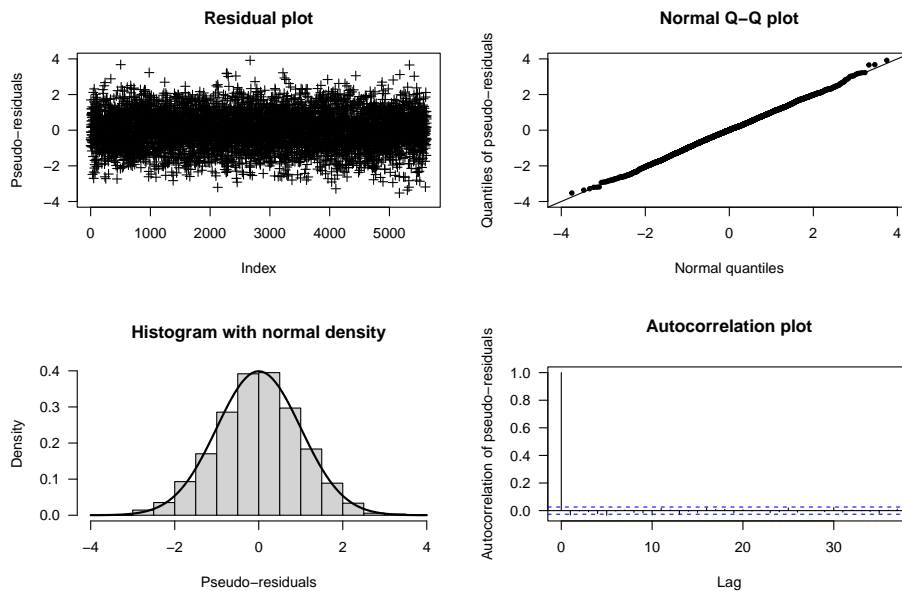 Residual plot
Pseudo−residuals
4
2
0
−2
−4
0 1000 2000 3000 4000 5000
Index
Normal Q−Q plot
Quantiles of pseudo−residuals
4
2
0
−2
−4
−4 −2 0 2 4
Normal quantiles
Histogram with normal density
Density
0.4
0.3
0.2
0.1
0.0
−4 −2 0 2 4
Pseudo−residuals
Autocorrelation plot
Autocorrelation of pseudo−residuals
1.0
0.8
0.6
0.4
0.2
0.0
0 10 20 30
Lag